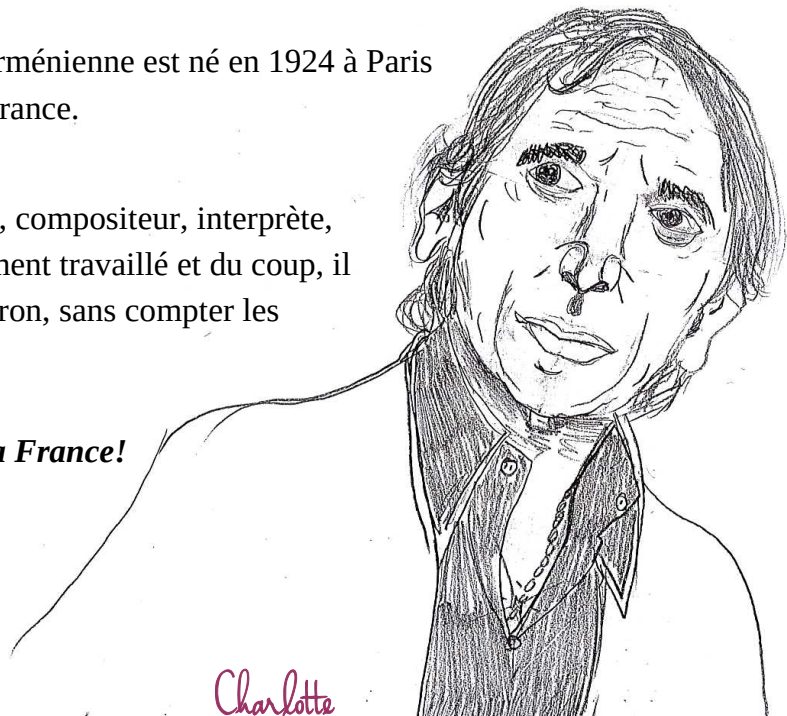 rménienne est né en 1924 à Paris
rance.
, compositeur, interprète,
ment travaillé et du coup, il
ron, sans compter les
a France!
Charlotte